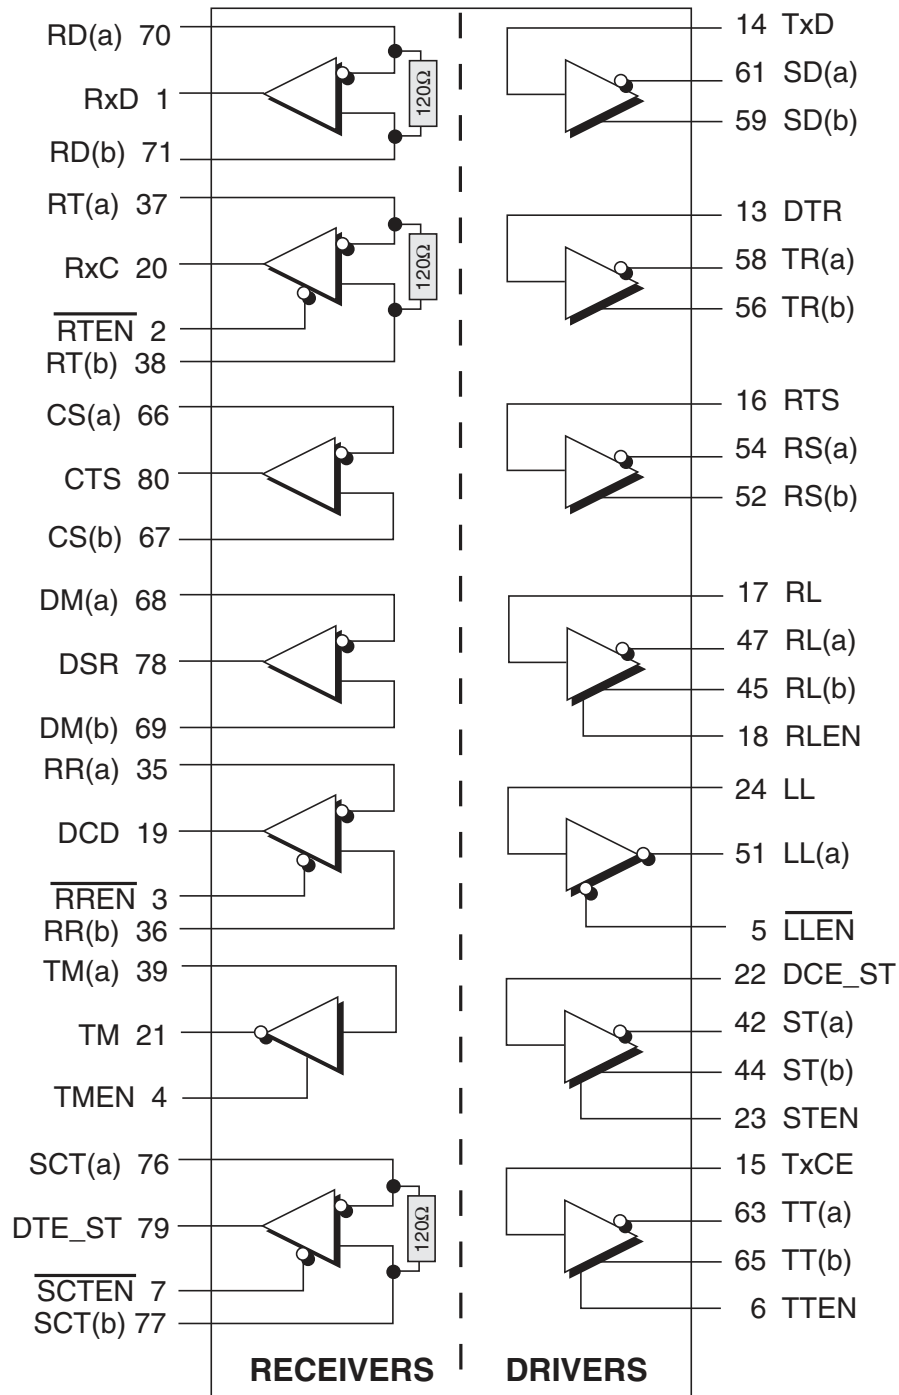 RD(a) 70
RxD 1
RD(b) 71
120Ω
RT(a) 37
RxC 20
RTEN 2
RT(b) 38
120Ω
CS(a) 66
CTS 80
CS(b) 67
DM(a) 68
DSR 78
DM(b) 69
RR(a) 35
DCD 19
RREN 3
RR(b) 36
TM(a) 39
TM 21
TMEN 4
SCT(a) 76
DTE_ST 79
SCTEN 7
SCT(b) 77
120Ω
RECEIVERS
14 TxD
61 SD(a)
59 SD(b)
13 DTR
58 TR(a)
56 TR(b)
16 RTS
54 RS(a)
52 RS(b)
17 RL
47 RL(a)
45 RL(b)
18 RLEN
24 LL
51 LL(a)
5 LLEN
22 DCE_ST
42 ST(a)
44 ST(b)
23 STEN
15 TxCE
63 TT(a)
65 TT(b)
6 TTEN
DRIVERS